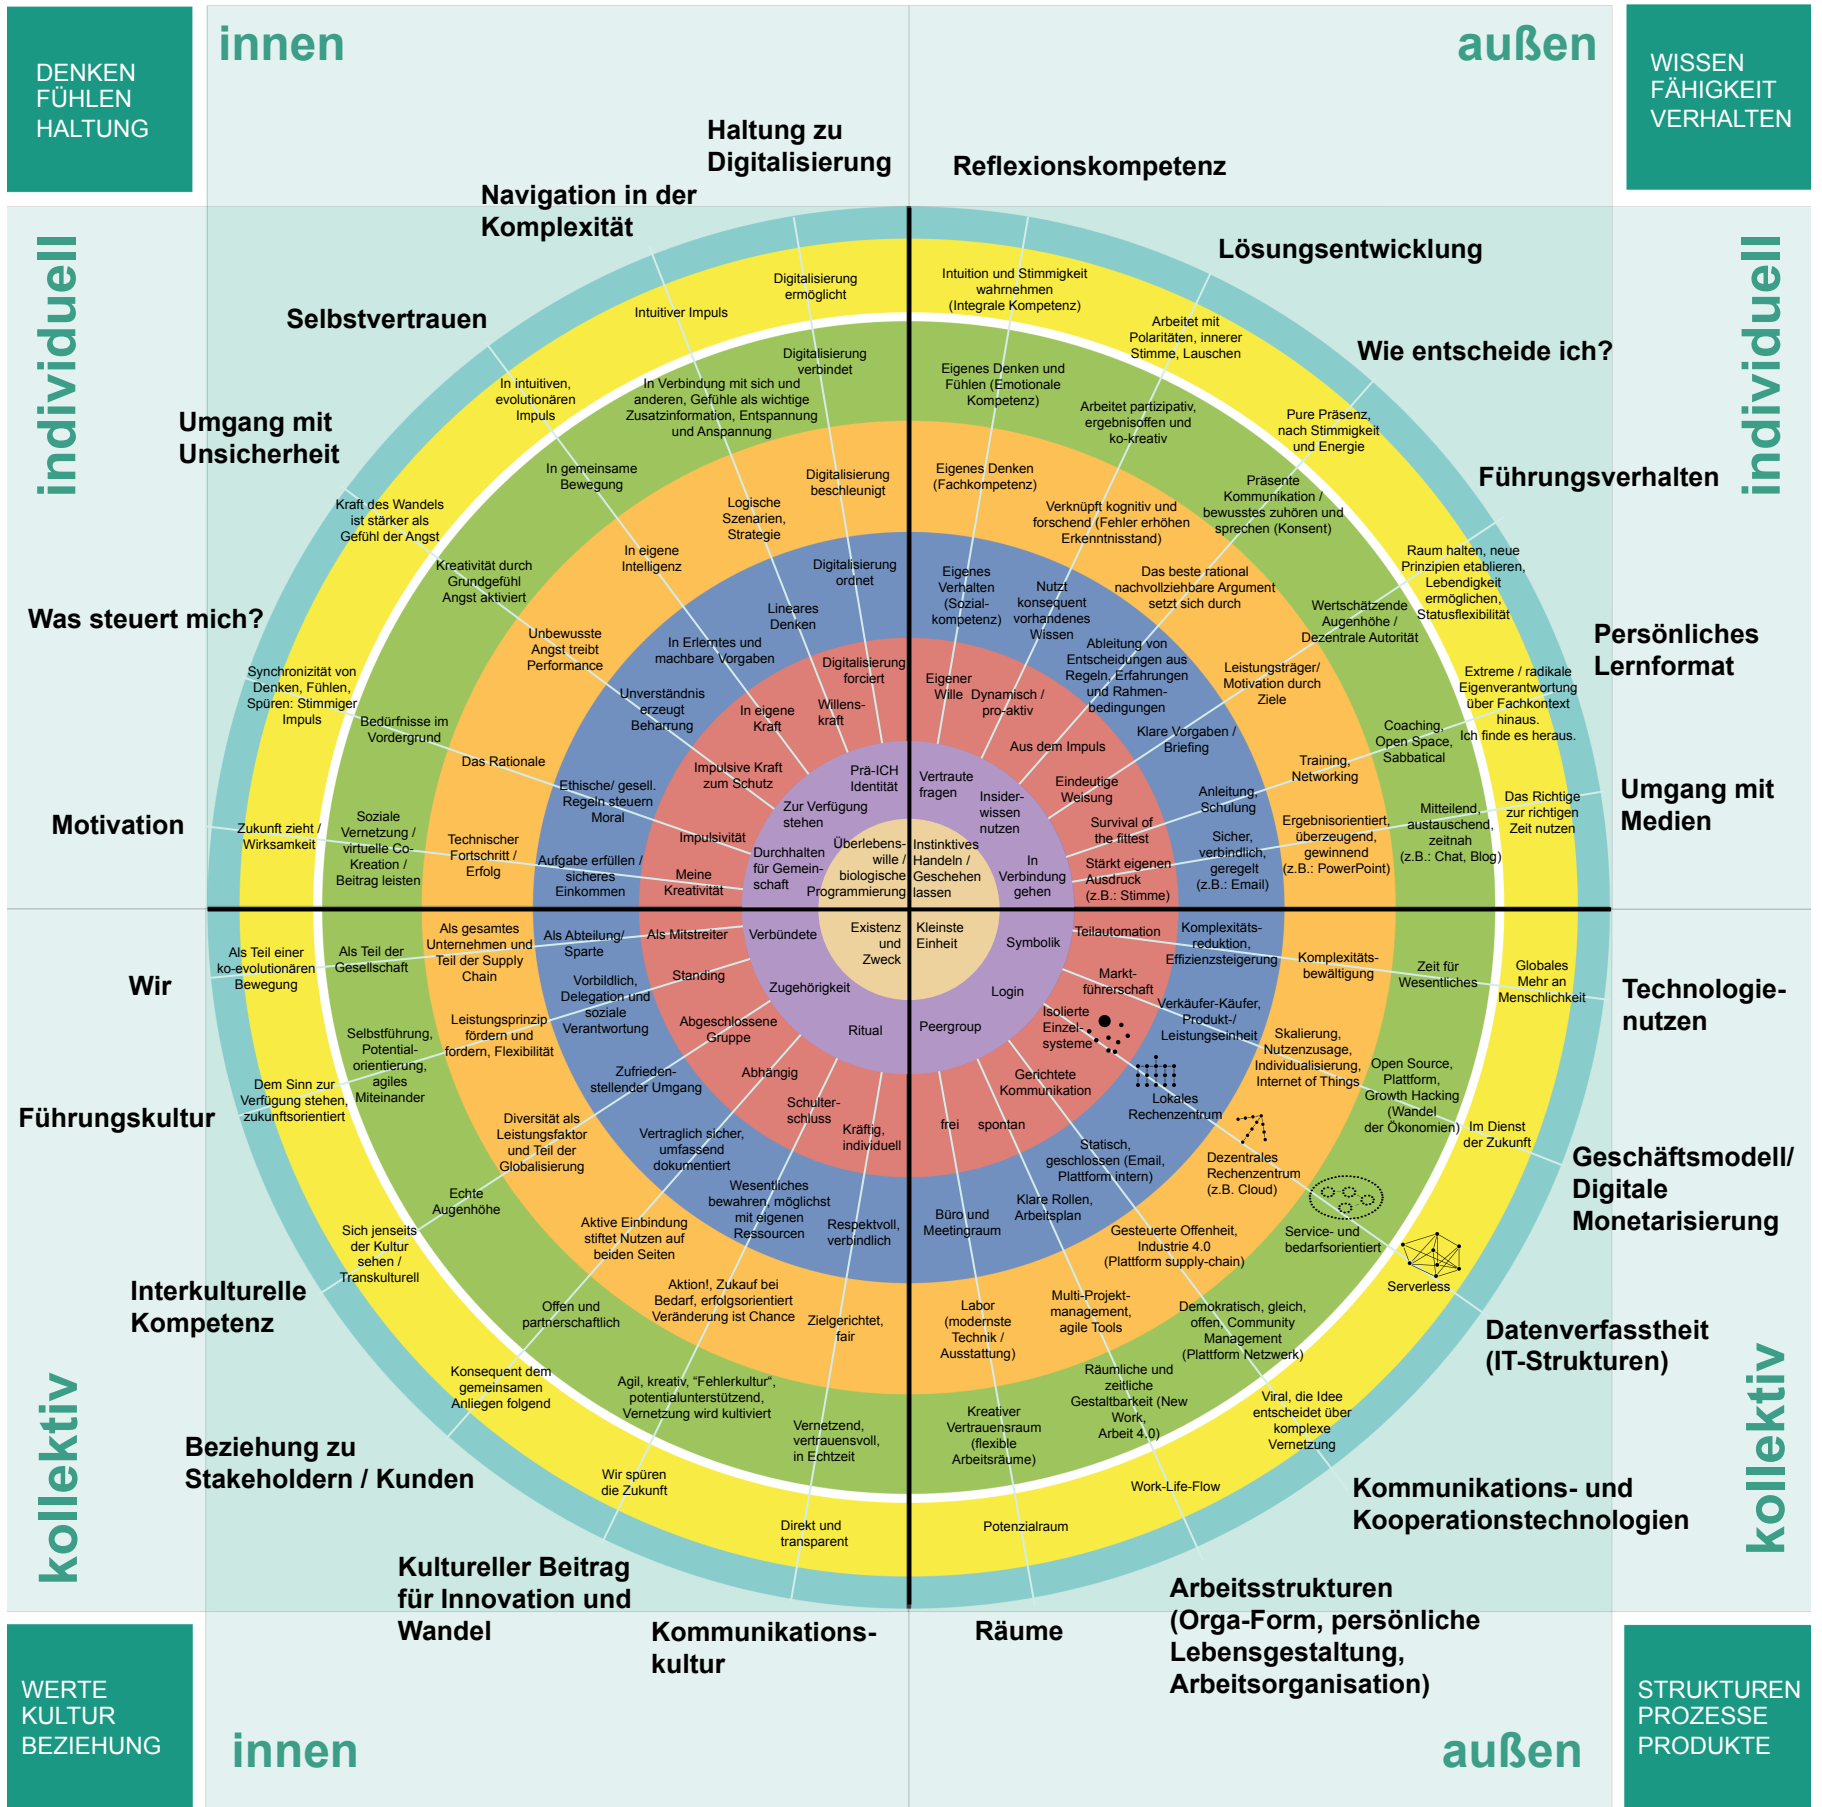 innen
außen
DENKEN
FÜHLEN
HALTUNG
WISSEN
FÄHIGKEIT
VERHALTEN
individuell
individuell
Haltung zu
Digitalisierung
Navigation in der
Komplexität
Selbstvertrauen
Umgang mit
Unsicherheit
Was steuert mich?
Motivation
Reflexionskompetenz
Lösungsentwicklung
Wie entscheide ich?
Führungsverhalten
Persönliches
Lernformat
Umgang mit
Medien
Digitalisierung
ermöglicht
Digitalisierung
verbindet
Digitalisierung
beschleunigt
Digitalisierung
ordnet
Digitalisierung
forciert
Prä-ICH
Identität
Intuitiver Impuls
In Verbindung mit sich und
anderen, Gefühle als wichtige
Zusatzinformation, Entspannung
und Anspannung
Logische
Szenarien,
Strategie
Lineares
Denken
Willens-
kraft
In intuitiven,
evolutionären
Impuls
In gemeinsame
Bewegung
In eigene
Intelligenz
In Erlerntes und
machbare Vorgaben
In eigene
Kraft
Kraft des Wandels
ist stärker als
Gefühl der Angst
Kreativität durch
Grundgefühl
Angst aktiviert
Unbewusste
Angst treibt
Performance
Unverständnis
erzeugt
Beharrung
Impulsive Kraft
zum Schutz
Zur Verfügung
stehen
Synchronizität von
Denken, Fühlen,
Spüren: Stimmiger
Impuls
Bedürfnisse im
Vordergrund
Das Rationale
Ethische/ gesell.
Regeln steuern
Moral
Impulsivität
Zukunft zieht /
Wirksamkeit
Soziale
Vernetzung /
virtuelle Co-
Kreation /
Beitrag leisten
Technischer
Fortschritt /
Erfolg
Aufgabe erfüllen /
sicheres
Einkommen
Meine
Kreativität
Durchhalten
für Gemein-
schaft
Überlebens-
wille /
biologische
Programmierung
Intuition und Stimmigkeit
wahrnehmen
(Integrale Kompetenz)
Eigenes Denken und
Fühlen (Emotionale
Kompetenz)
Eigenes Denken
(Fachkompetenz)
Eigenes
Verhalten
(Sozial-
kompetenz)
Eigener
Wille
Vertraute
fragen
Arbeitet mit
Polaritäten, innerer
Stimme, Lauschen
Arbeitet partizipativ,
ergebnisoffen und
ko-kreativ
Verknüpft kognitiv und
forschend (Fehler erhöhen
Erkenntnisstand)
Nutzt
konsequent
vorhandenes
Wissen
Dynamisch /
pro-aktiv
Insider-
wissen
nutzen
Pure Präsenz,
nach Stimmigkeit
und Energie
Präsente
Kommunikation /
bewusstes zuhören und
sprechen (Konsent)
Das beste rational
nachvollziehbare Argument
setzt sich durch
Ableitung von
Entscheidungen aus
Regeln, Erfahrungen
und Rahmen-
bedingungen
Aus dem Impuls
Raum halten, neue
Prinzipien etablieren,
Lebendigkeit
ermöglichen,
Statusflexibilität
Wertschätzende
Augenhöhe /
Dezentrale Autorität
Leistungsträger/
Motivation durch
Ziele
Klare Vorgaben /
Briefing
Eindeutige
Weisung
Extreme / radikale
Eigenverantwortung
über Fachkontext
hinaus.
Ich finde es heraus.
Coaching,
Open Space,
Sabbatical
Training,
Networking
Anleitung,
Schulung
Survival of
the fittest
Das Richtige
zur richtigen
Zeit nutzen
Mitteilend,
austauschend,
zeitnah
(z.B.: Chat, Blog)
Ergebnisorientiert,
überzeugend,
gewinnend
(z.B.: PowerPoint)
Sicher,
verbindlich,
geregelt
(z.B.: Email)
Stärkt eigenen
Ausdruck
(z.B.: Stimme)
In
Verbindung
gehen
Instinktives
Handeln /
Geschehen
lassen
Wir
Führungskultur
Interkulturelle
Kompetenz
Beziehung zu
Stakeholdern / Kunden
Kultureller Beitrag
für Innovation und
Wandel
Kommunikations-
kultur
Als Teil einer
ko-evolutionären
Bewegung
Als Teil der
Gesellschaft
Als gesamtes
Unternehmen und
Teil der Supply
Chain
Als Abteilung/
Sparte
Als Mitstreiter
Verbündete
Existenz
und
Zweck
Dem Sinn zur
Verfügung stehen,
zukunftsorientiert
Selbstführung,
Potential-
orientierung,
agiles
Miteinander
Leistungsprinzip
fördern und
fordern, Flexibilität
Vorbildlich,
Delegation und
soziale
Verantwortung
Standing
Zugehörigkeit
Sich jenseits
der Kultur
sehen /
Transkulturell
Echte
Augenhöhe
Diversität als
Leistungsfaktor
und Teil der
Globalisierung
Zufrieden-
stellender Umgang
Abgeschlossene
Gruppe
Ritual
Konsequent dem
gemeinsamen
Anliegen folgend
Offen und
partnerschaftlich
Aktive Einbindung
stiftet Nutzen auf
beiden Seiten
Vertraglich sicher,
umfassend
dokumentiert
Abhängig
Wir spüren
die Zukunft
Agil, kreativ, “Fehlerkultur“,
potentialunterstützend,
Vernetzung wird kultiviert
Aktion!, Zukauf bei
Bedarf, erfolgsorientiert
Veränderung ist Chance
Wesentliches
bewahren, möglichst
mit eigenen
Ressourcen
Schulter-
schluss
Direkt und
transparent
Vernetzend,
vertrauensvoll,
in Echtzeit
Zielgerichtet,
fair
Respektvoll,
verbindlich
Kräftig,
individuell
Technologie-
nutzen
Geschäftsmodell/
Digitale
Monetarisierung
Datenverfasstheit
(IT-Strukturen)
Kommunikations- und
Kooperationstechnologien
Arbeitsstrukturen
(Orga-Form, persönliche
Lebensgestaltung,
Arbeitsorganisation)
Räume
Kleinste
Einheit
Symbolik
Teilautomation
Komplexitäts-
reduktion,
Effizienzsteigerung
Komplexitäts-
bewältigung
Zeit für
Wesentliches
Globales
Mehr an
Menschlichkeit
Login
Markt-
führerschaft
Verkäufer-Käufer,
Produkt-/
Leistungseinheit
Skalierung,
Nutzenzusage,
Individualisierung,
Internet of Things
Open Source,
Plattform,
Growth Hacking
(Wandel
der Ökonomien)
Im Dienst
der Zukunft
Peergroup
Isolierte
Einzel-
systeme
Lokales
Rechenzentrum
Dezentrales
Rechenzentrum
(z.B. Cloud)
Service- und
bedarfsorientiert
Serverless
Gerichtete
Kommunikation
Statisch,
geschlossen (Email,
Plattform intern)
Gesteuerte Offenheit,
Industrie 4.0
(Plattform supply-chain)
Demokratisch, gleich,
offen, Community
Management
(Plattform Netzwerk)
Viral, die Idee
entscheidet über
komplexe
Vernetzung
spontan
Klare Rollen,
Arbeitsplan
Multi-Projekt-
management,
agile Tools
Räumliche und
zeitliche
Gestaltbarkeit (New
Work,
Arbeit 4.0)
Work-Life-Flow
frei
Büro und
Meetingraum
Labor
(modernste
Technik /
Ausstattung)
Kreativer
Vertrauensraum
(flexible
Arbeitsräume)
Potenzialraum
kollektiv
kollektiv
WERTE
KULTUR
BEZIEHUNG
STRUKTUREN
PROZESSE
PRODUKTE
innen
außen